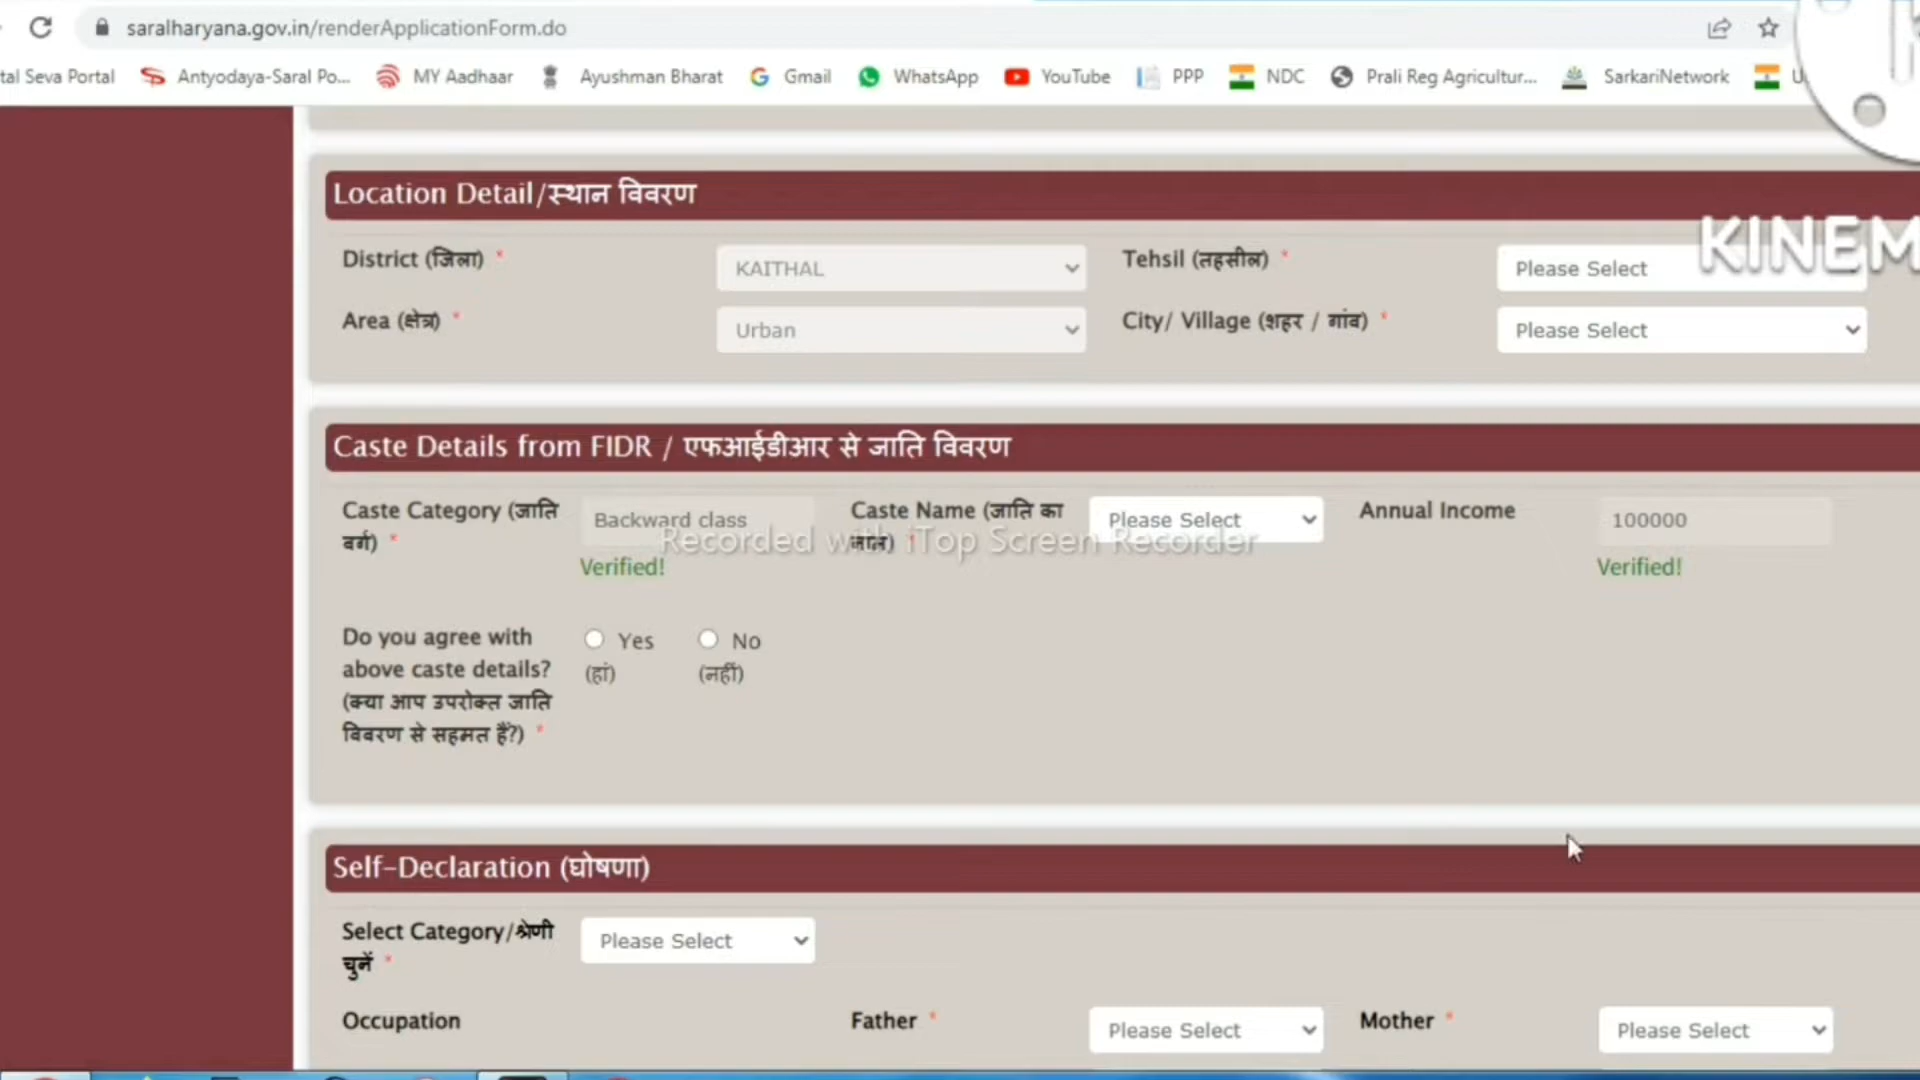 saralharyana.gov.in/renderApplicationForm.do
tal Seva Portal Antyodaya-Saral Po... MY Aadhaar Ayushman Bharat Gmail WhatsApp YouTube PPP NDC Prali Reg Agricultur... SarkariNetwork U
Location Detail/स्थान विवरण
KINEM
District (जिला) * KAITHAL Tehsil (तहसील) * Please Select
Area (क्षेत्र) * Urban City/ Village (शहर / गांव) * Please Select
Caste Details from FIDR / एफआईडीआर से जाति विवरण
Caste Category (जाति वर्ग) * Backward class Caste Name (जाति का * Please Select Annual Income 100000
Recorded with iTop Screen Recorder
Verified! Verified!
Do you agree with Yes No
above caste details? (हां) (नहीं)
(क्या आप उपरोक्त जाति
विवरण से सहमत हैं?) *
Self-Declaration (घोषणा)
Select Category/श्रेणी Please Select
चुनें *
Occupation Father * Please Select Mother * Please Select